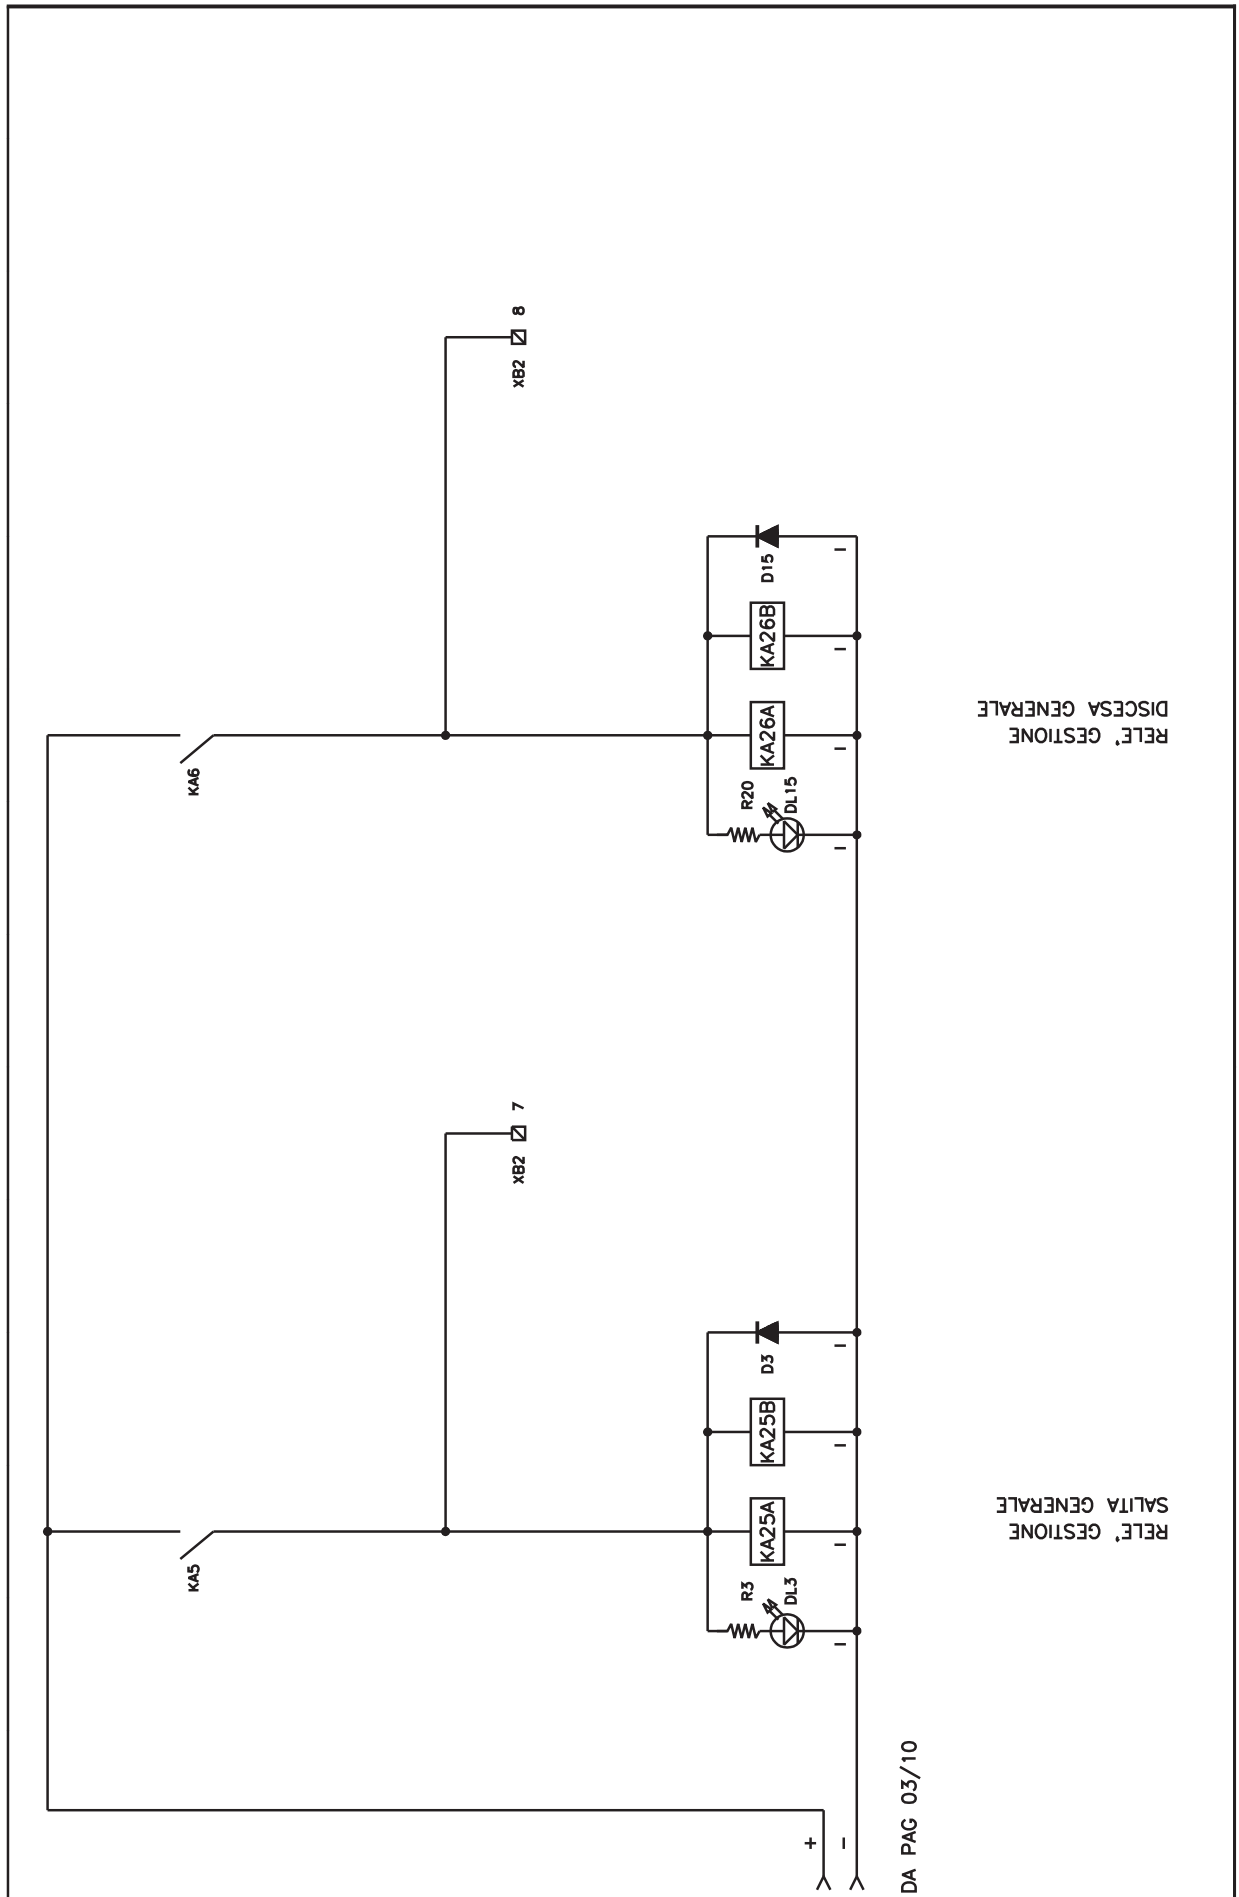 8
XB2
D15
KA26B
KA26A
KA6
R20
DL15
RELE' GESTIONE
DISCESA GENERALE
7
XB2
D3
KA25B
KA25A
KA5
R3
DL3
RELE' GESTIONE
SALITA GENERALE
+
-
DA PAG 03/10